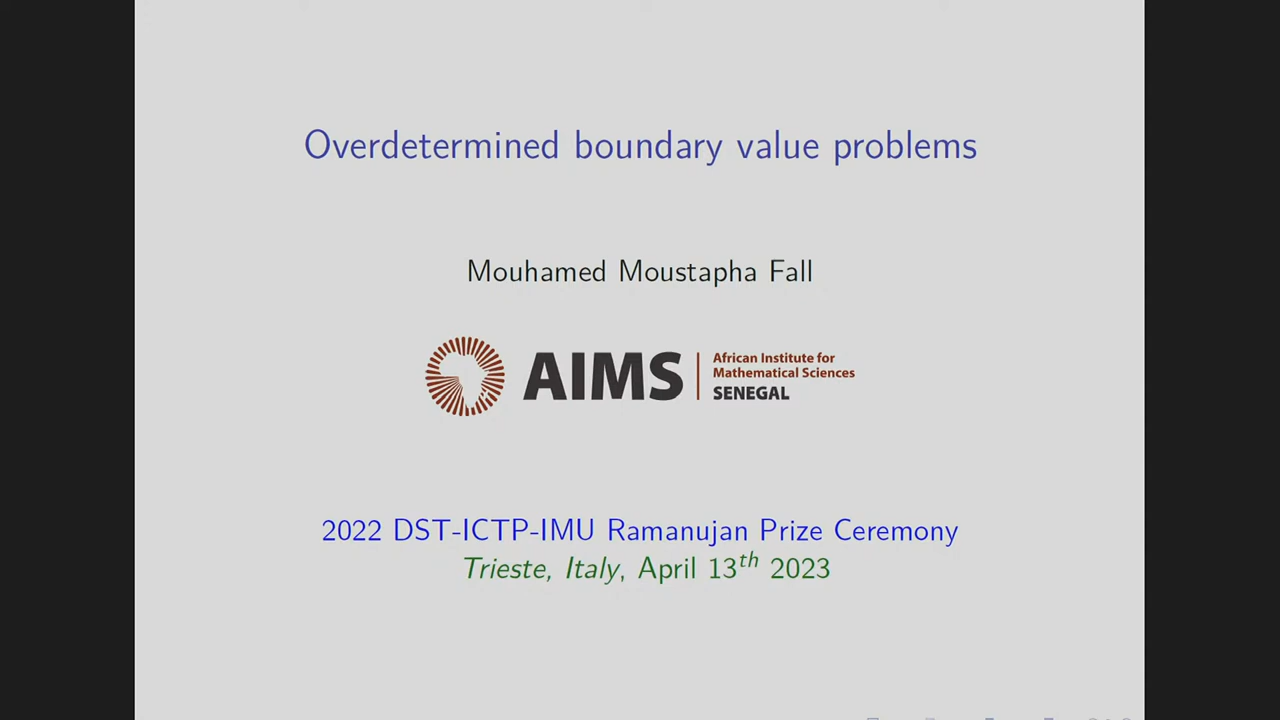 Overdetermined boundary value problems
Mouhamed Moustapha Fall
AIMS
African Institute for
Mathematical Sciences
SENEGAL
2022 DST-ICTP-IMU Ramanujan Prize Ceremony
Trieste, Italy, April 13th 2023